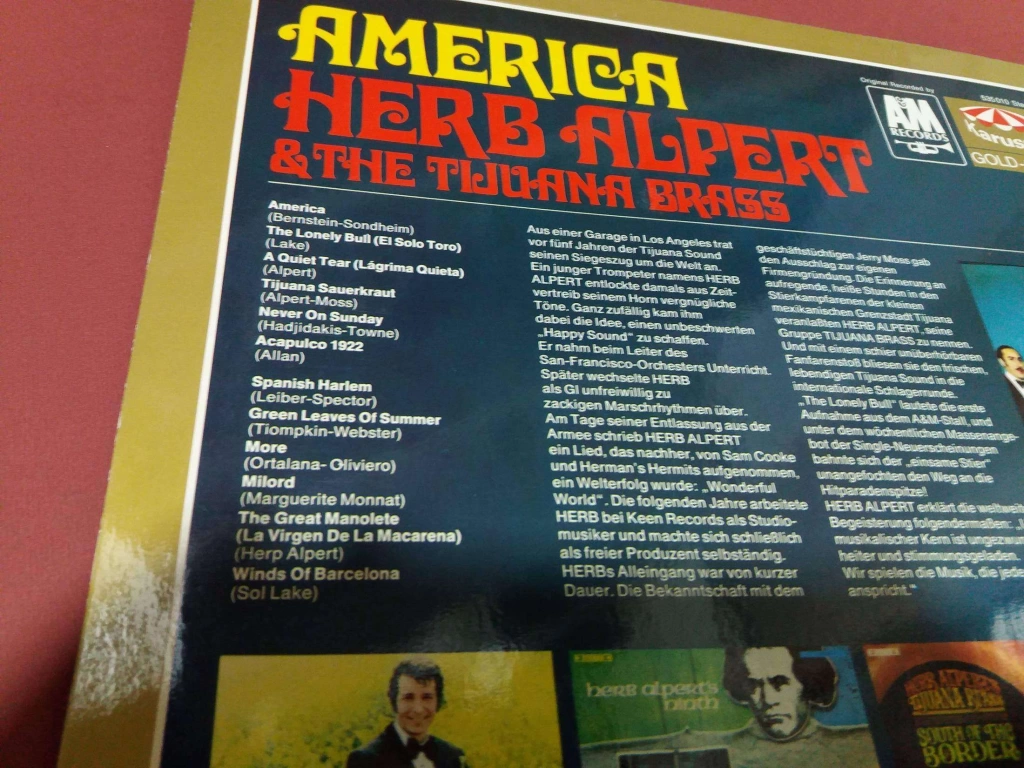 AMERICA
HERB ALPERT
& THE TIJUANA BRASS
Original Recorded by
A&M
RECORDS
Karus
GOLD-
America
(Bernstein-Sondheim)
The Lonely Bull (El Solo Toro)
(Lake)
A Quiet Tear (Lágrima Quieta)
(Alpert)
Tijuana Sauerkraut
(Alpert-Moss)
Never On Sunday
(Hadjidakis-Towne)
Acapulco 1922
(Allan)
Spanish Harlem
(Leiber-Spector)
Green Leaves Of Summer
(Tiompkin-Webster)
More
(Ortalana- Oliviero)
Milord
(Marguerite Monnat)
The Great Manolete
(La Virgen De La Macarena)
(Herp Alpert)
Winds Of Barcelona
(Sol Lake)
Aus einer Garage in Los Angeles trat
vor fünf Jahren der Tijuana Sound
seinen Siegeszug um die Welt an.
Ein junger Trompeter namens HERB
ALPERT entlockte damals aus Zeit-
vertreib seinem Horn vergnügliche
Töne. Ganz zufällig kam ihm
dabei die Idee, einen unbeschwerten
„Happy Sound" zu schaffen.
Er nahm beim Leiter des
San-Francisco-Orchesters Unterricht.
Später wechselte HERB
als GI unfreiwillig zu
zackigen Marschrhythmen über.
Am Tage seiner Entlassung aus der
Armee schrieb HERB ALPERT
ein Lied, das nachher, von Sam Cooke
und Herman's Hermits aufgenommen,
ein Welterfolg wurde: „Wonderful
World". Die folgenden Jahre arbeitete
HERB bei Keen Records als Studio-
musiker und machte sich schließlich
als freier Produzent selbständig.
HERBs Alleingang war von kurzer
Dauer. Die Bekanntschaft mit dem
geschäftstüchtigen Jerry Moss gab
den Ausschlag zur eigenen
Firmengründung. Die Erinnerung an
aufregende, heiße Stunden in den
Stierkampfarenen der kleinen
mexikanischen Grenzstadt Tijuana
veranlaßten HERB ALPERT, seine
Gruppe TIJUANA BRASS zu nennen.
Und mit einem schier unüberhörbaren
Fanfarenstoß bliesen sie den frischen,
lebendigen Tijuana Sound in die
internationale Schlagerrunde.
„The Lonely Bull" lautete die erste
Aufnahme aus dem A&M-Stall, und
unter dem wöchentlichen Massenange-
bot der Single-Neuerscheinungen
bahnte sich der „einsame Stier"
unangefochten den Weg an die
Hitparadenspitze!
HERB ALPERT erklärt die weltweite
Begeisterung folgendermaßen:
musikalischer Kern ist ungezwun
heiter und stimmungsgeladen.
Wir spielen die Musik, die jede
anspricht."
herb alpert's
ninth
HERB ALPERT'S
TIJUANA BRASS
SOUTH OF THE
BORDER